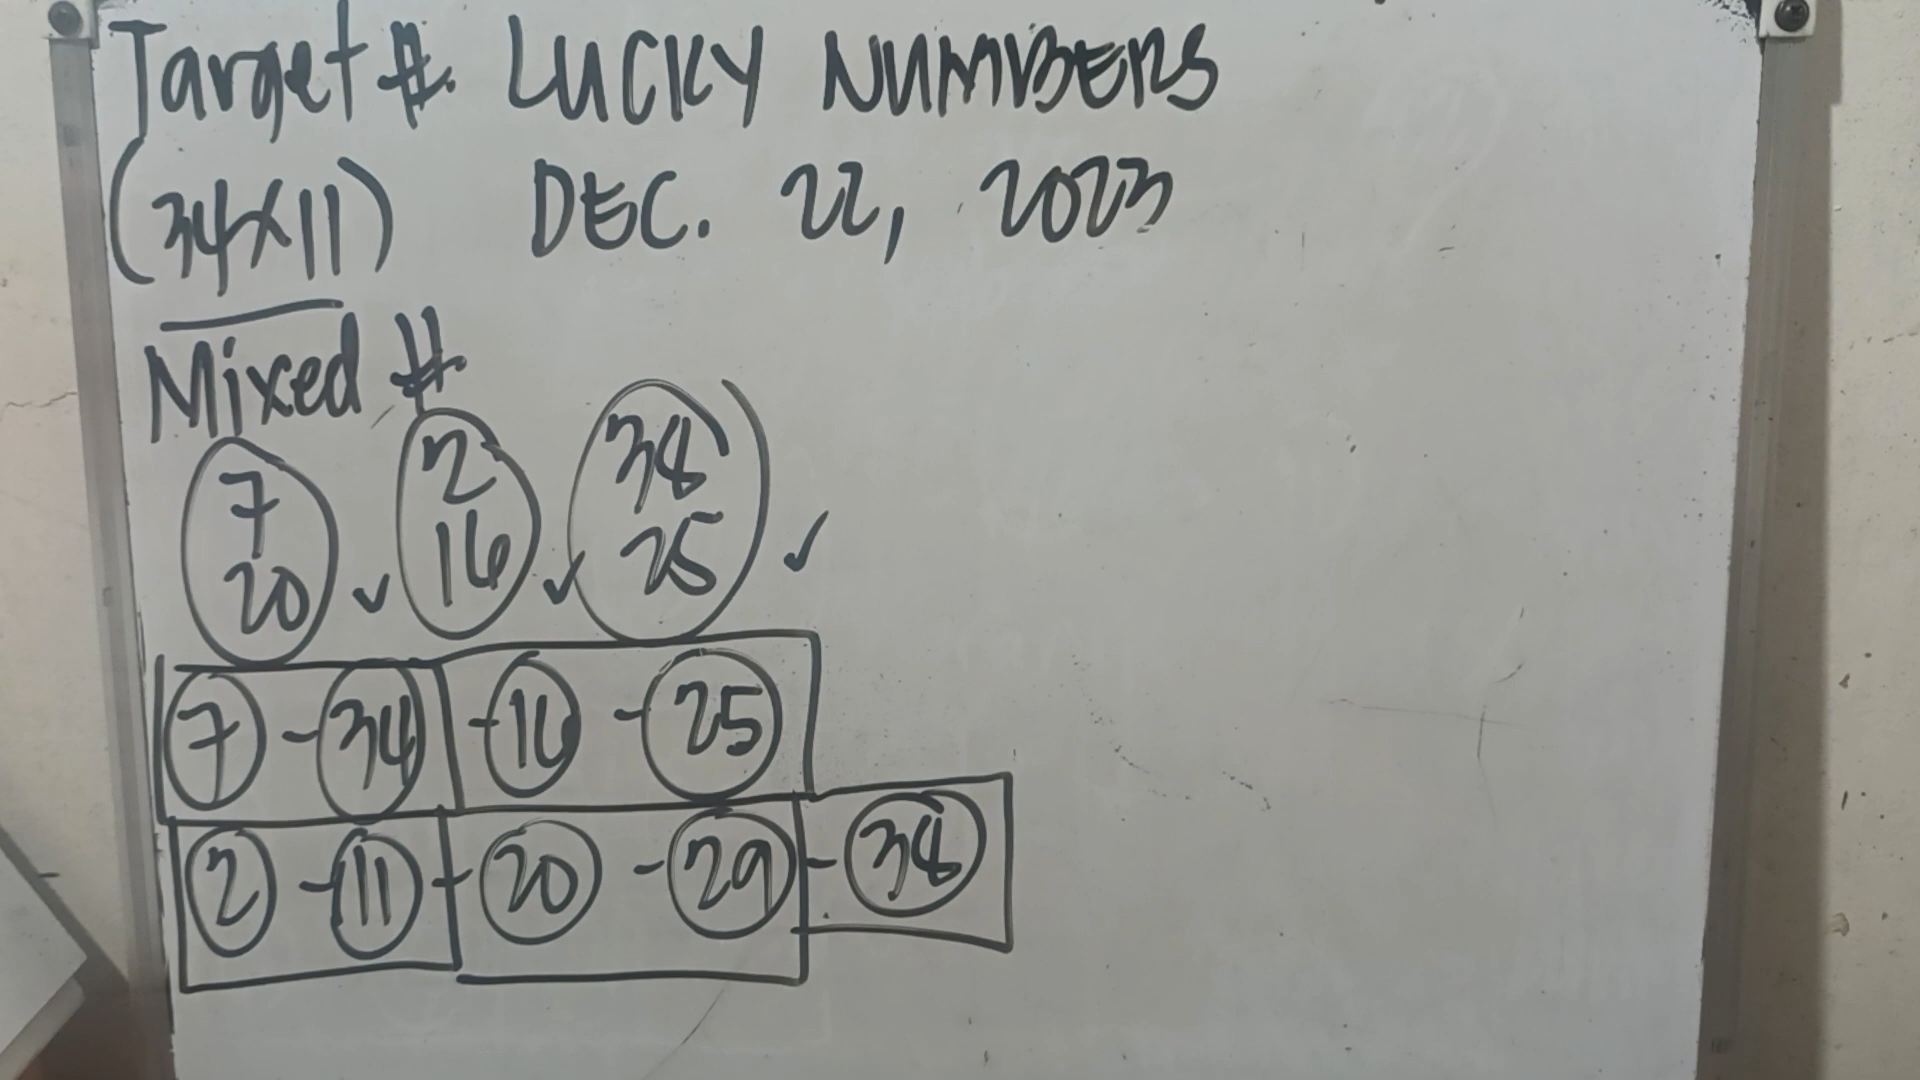 Target #. LUCKY NUMBERS
(34x11) DEC. 22, 2023
Mixed #
7 2 38
20 ✓ 16 ✓ 25 ✓
7 - 34 - 16 - 25
2 - 11 - 20 - 29 - 38